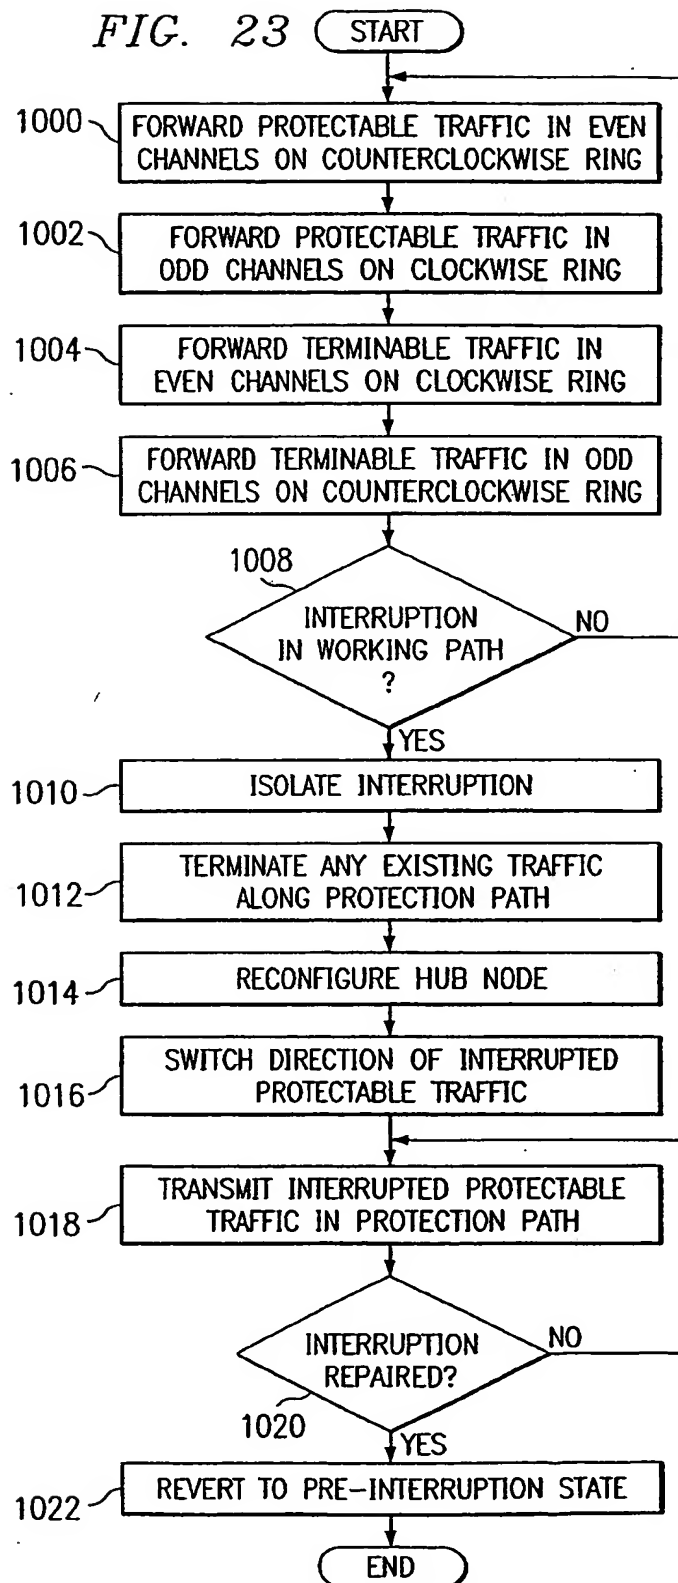 FIG. 23
START
1000
FORWARD PROTECTABLE TRAFFIC IN EVEN
CHANNELS ON COUNTERCLOCKWISE RING
1002
FORWARD PROTECTABLE TRAFFIC IN
ODD CHANNELS ON CLOCKWISE RING
1004
FORWARD TERMINABLE TRAFFIC IN
EVEN CHANNELS ON CLOCKWISE RING
1006
FORWARD TERMINABLE TRAFFIC IN ODD
CHANNELS ON COUNTERCLOCKWISE RING
1008
INTERRUPTION
IN WORKING PATH
?
NO
YES
1010
ISOLATE INTERRUPTION
1012
TERMINATE ANY EXISTING TRAFFIC
ALONG PROTECTION PATH
1014
RECONFIGURE HUB NODE
1016
SWITCH DIRECTION OF INTERRUPTED
PROTECTABLE TRAFFIC
1018
TRANSMIT INTERRUPTED PROTECTABLE
TRAFFIC IN PROTECTION PATH
INTERRUPTION
REPAIRED?
NO
1020
YES
1022
REVERT TO PRE-INTERRUPTION STATE
END